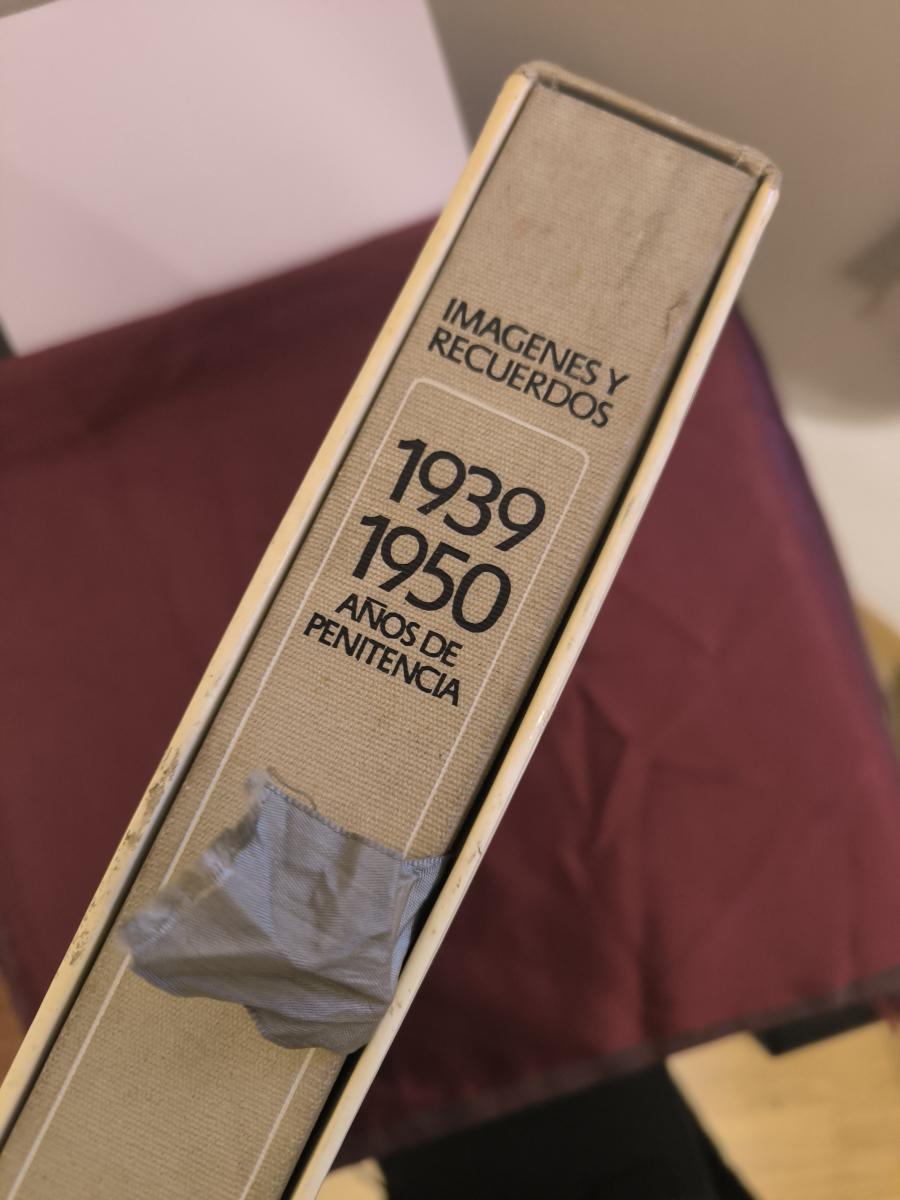 IMAGENES Y
RECUERDOS
1939
1950
AÑOS DE
PENITENCIA